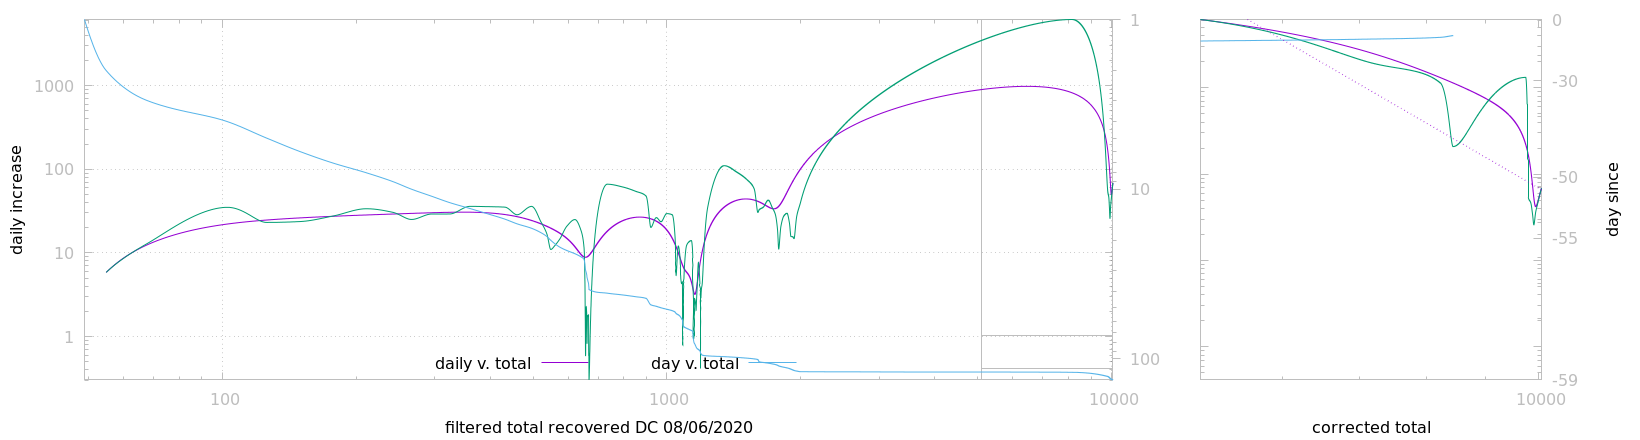 daily increase
1000
100
10
1
daily v. total
day v. total
100
1000
10000
filtered total recovered DC 08/06/2020
1
10
100
0
-30
-50
-55
-59
day since
10000
corrected total